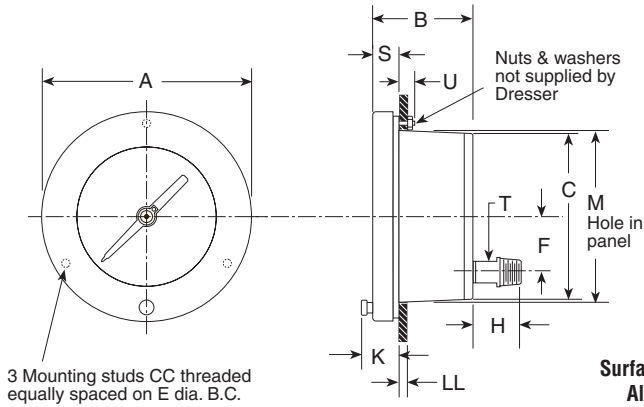 A
B
S
U
Nuts & washers
not supplied by
Dresser
C
M
Hole in
panel
T
F
H
K
LL
3 Mounting studs CC threaded
equally spaced on E dia. B.C.
Surfa
Al